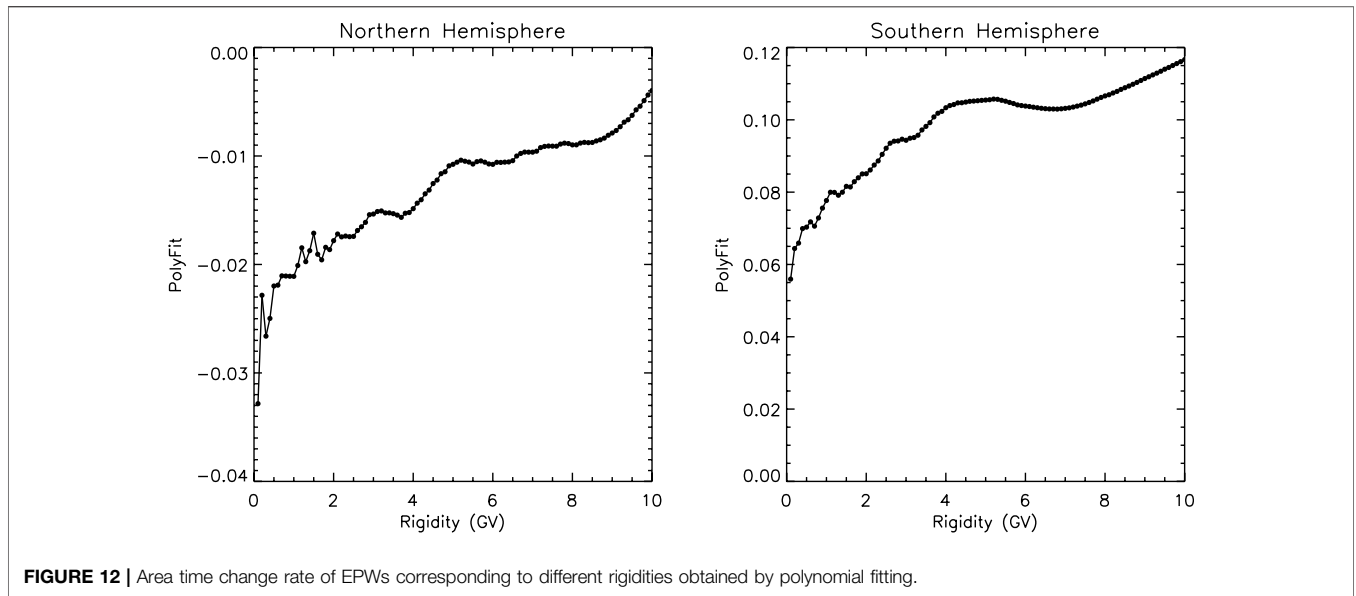 Northern Hemisphere
0.00
−0.01
−0.02
−0.03
−0.04
PolyFit
0 2 4 6 8 10
Rigidity (GV)
Southern Hemisphere
0.12
0.10
0.08
0.06
0.04
0.02
0.00
PolyFit
0 2 4 6 8 10
Rigidity (GV)
FIGURE 12 | Area time change rate of EPWs corresponding to different rigidities obtained by polynomial fitting.